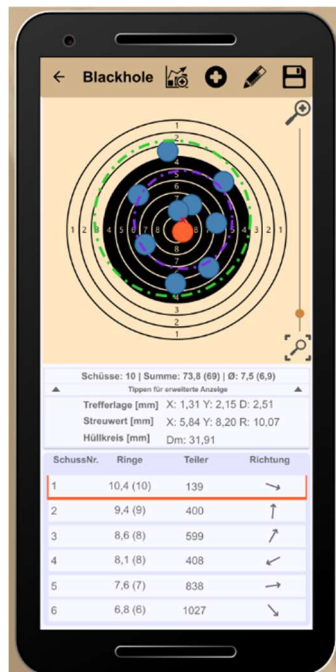 Blackhole
Schüsse: 10 | Summe: 73,8 (69) | Ø: 7,5 (6,9)
Tippen für erweiterte Anzeige
Trefferlage [mm] X: 1,31 Y: 2,15 D: 2,51
Streuwert [mm] X: 5,84 Y: 8,20 R: 10,07
Hüllkreis [mm] Dm: 31,91
SchussNr. Ringe Teiler Richtung
1 10,4 (10) 139
2 9,4 (9) 400
3 8,6 (8) 599
4 8,1 (8) 408
5 7,6 (7) 838
6 6,8 (6) 1027